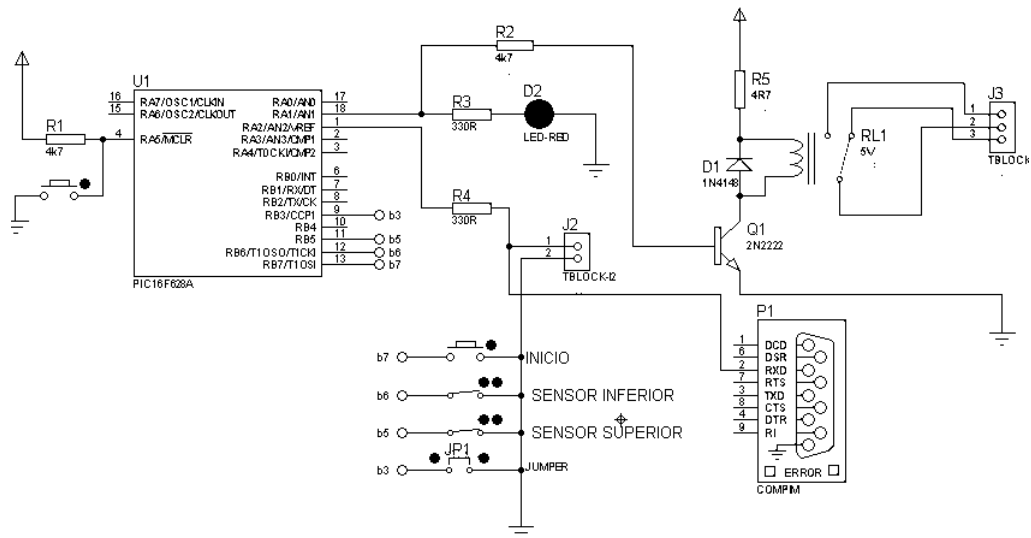 U1
16
15
4
RA7/OSC1/CLKIN
RA6/OSC2/CLKOUT
RA5/MCLR
RA0/AN0
RA1/AN1
RA2/AN2/VREF
RA3/AN3/CMP1
RA4/T0CKI/CMP2
RB0/INT
RB1/RX/DT
RB2/TX/CK
RB3/CCP1
RB4
RB5
RB6/T1OSO/T1CKI
RB7/T1OSI
17
18
1
2
3
6
7
8
9
10
11
12
13
PIC16F628A
b3
b5
b6
b7
R1
4k7
R2
4k7
R3
330R
D2
LED-RED
R4
330R
J2
1
2
TBLOCK-I2
R5
4R7
D1
1N4148
RL1
5V
J3
1
2
3
TBLOCK
Q1
2N2222
b7
INICIO
b6
SENSOR INFERIOR
b5
SENSOR SUPERIOR
b3
JP1
JUMPER
P1
1
6
2
7
3
8
4
9
DCD
DSR
RXD
RTS
TXD
CTS
DTR
RI
ERROR
COMPIM